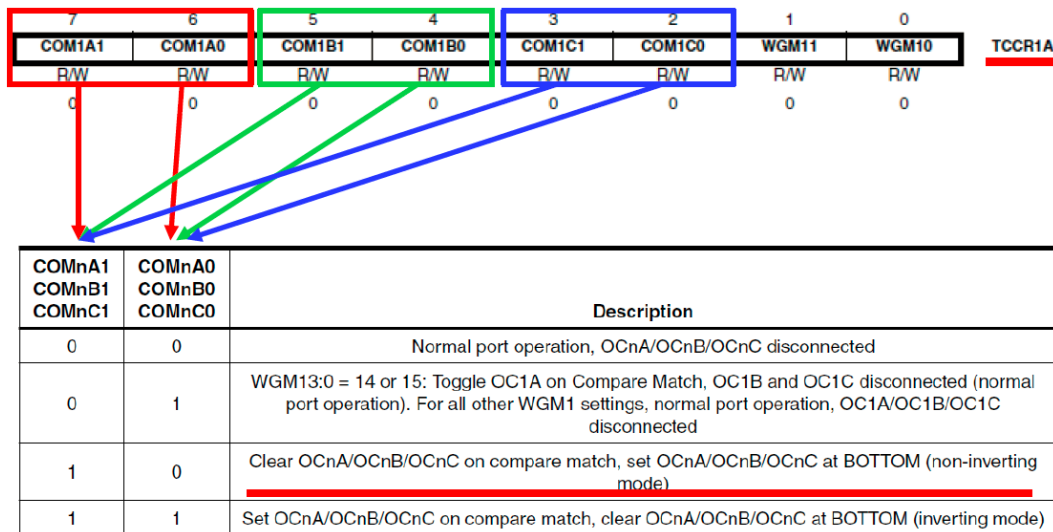 7 6 5 4 3 2 1 0
COM1A1 COM1A0 COM1B1 COM1B0 COM1C1 COM1C0 WGM11 WGM10 TCCR1A
R/W R/W R/W R/W R/W R/W R/W R/W
0 0 0 0 0 0 0 0
COMnA1 COMnA0
COMnB1 COMnB0
COMnC1 COMnC0 Description
0 0 Normal port operation, OCnA/OCnB/OCnC disconnected
WGM13:0 = 14 or 15: Toggle OC1A on Compare Match, OC1B and OC1C disconnected (normal
0 1 port operation). For all other WGM1 settings, normal port operation, OC1A/OC1B/OC1C
disconnected
1 0 Clear OCnA/OCnB/OCnC on compare match, set OCnA/OCnB/OCnC at BOTTOM (non-inverting
mode)
1 1 Set OCnA/OCnB/OCnC on compare match, clear OCnA/OCnB/OCnC at BOTTOM (inverting mode)